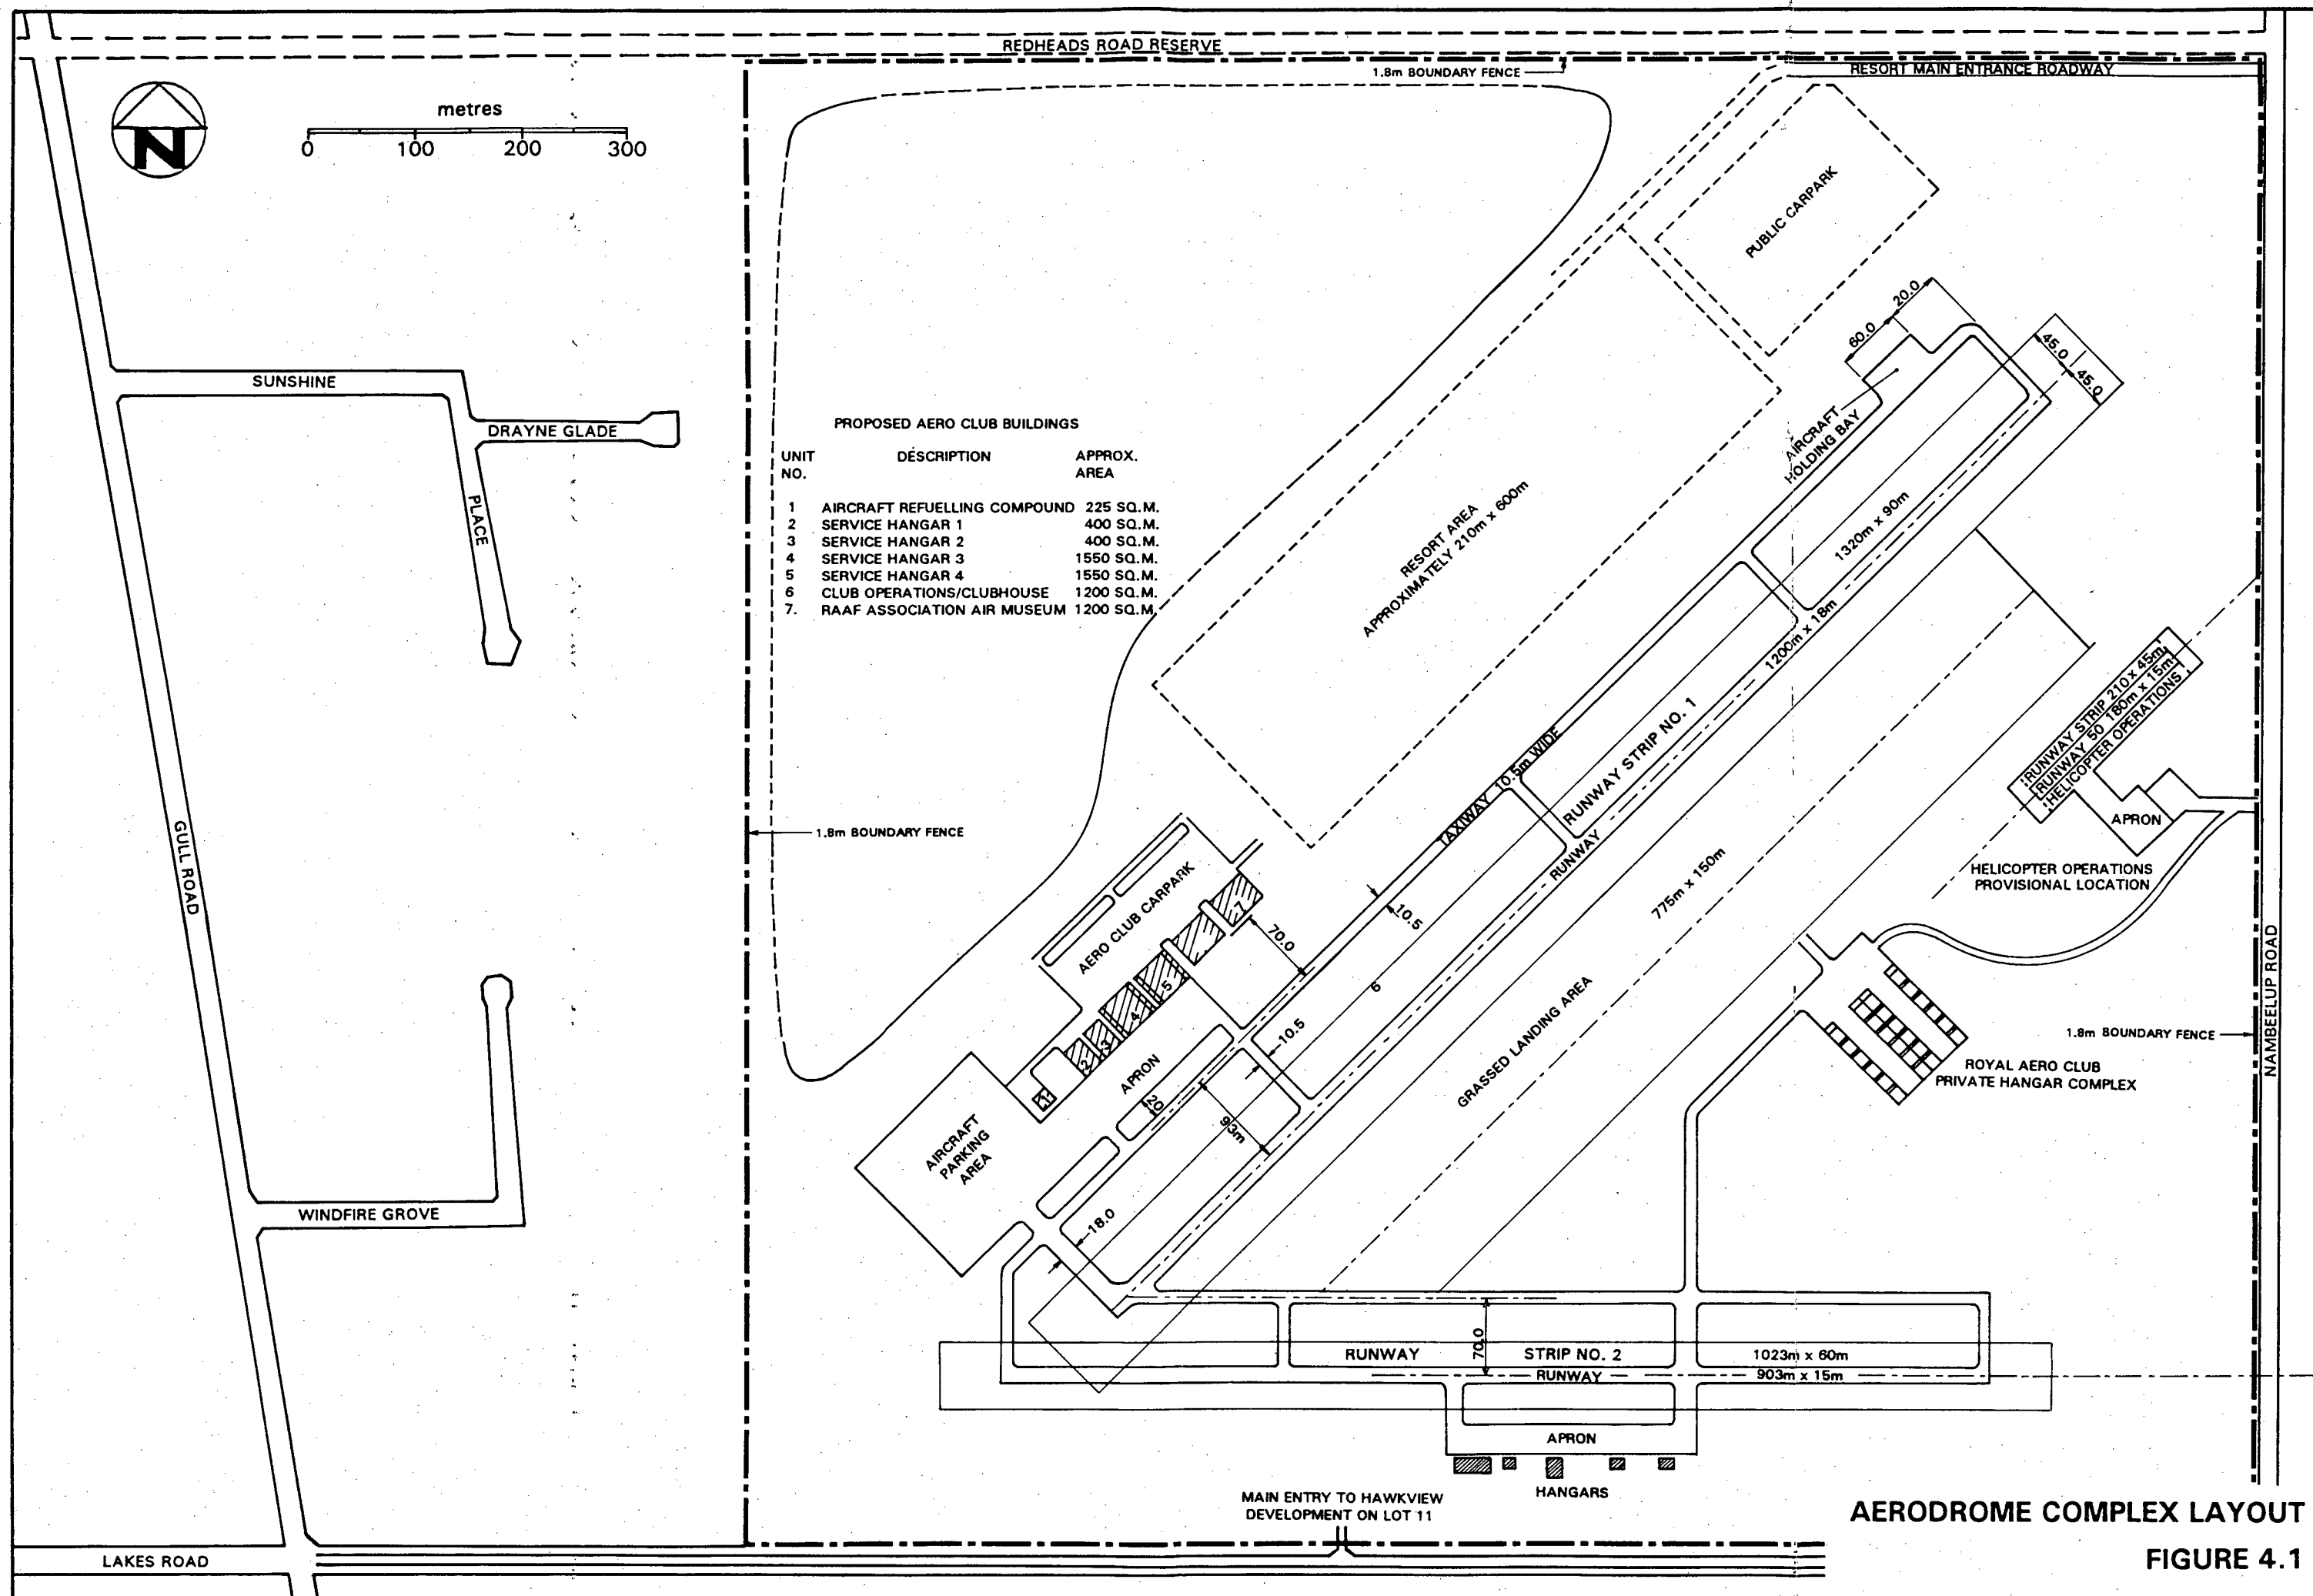 REDHEADS ROAD RESERVE
1.8m BOUNDARY FENCE
RESORT MAIN ENTRANCE ROADWAY
N
metres
0 100 200 300
PUBLIC CARPARK
SUNSHINE
PLACE
DRAYNE GLADE
PROPOSED AERO CLUB BUILDINGS
UNIT NO. DESCRIPTION APPROX. AREA
1 AIRCRAFT REFUELLING COMPOUND 225 SQ.M.
2 SERVICE HANGAR 1 400 SQ.M.
3 SERVICE HANGAR 2 400 SQ.M.
4 SERVICE HANGAR 3 1550 SQ.M.
5 SERVICE HANGAR 4 1550 SQ.M.
6 CLUB OPERATIONS/CLUBHOUSE 1200 SQ.M.
7. RAAF ASSOCIATION AIR MUSEUM 1200 SQ.M.
20.0
60.0
45.0
45.0
AIRCRAFT
HOLDING BAY
RESORT AREA
APPROXIMATELY 210m x 600m
1320m x 90m
1200m x 18m
RUNWAY STRIP NO. 1
RUNWAY
TAXIWAY 10.5m WIDE
RUNWAY STRIP 210 x 45m
RUNWAY 50 180m x 15m
HELICOPTER OPERATIONS
APRON
HELICOPTER OPERATIONS
PROVISIONAL LOCATION
GULL ROAD
1.8m BOUNDARY FENCE
AERO CLUB CARPARK
7
5
4
3
2
1
70.0
10.5
6
10.5
775m x 150m
GRASSED LANDING AREA
APRON
20
93m
18.0
AIRCRAFT
PARKING
AREA
NAMBEELUP ROAD
1.8m BOUNDARY FENCE
ROYAL AERO CLUB
PRIVATE HANGAR COMPLEX
WINDFIRE GROVE
70.0
RUNWAY STRIP NO. 2 1023m x 60m
RUNWAY 903m x 15m
APRON
HANGARS
MAIN ENTRY TO HAWKVIEW
DEVELOPMENT ON LOT 11
LAKES ROAD
AERODROME COMPLEX LAYOUT
FIGURE 4.1